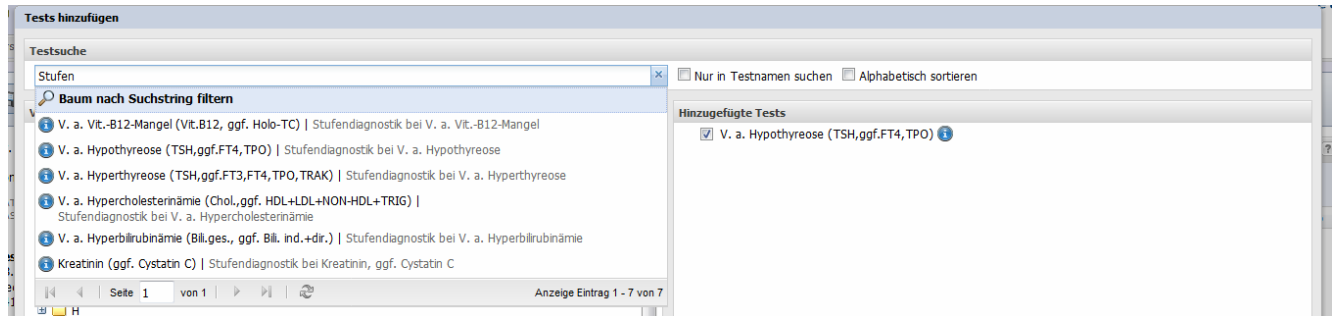 Tests hinzufügen
Testsuche
Stufen
Nur in Testnamen suchen
Alphabetisch sortieren
Baum nach Suchstring filtern
V. a. Vit.-B12-Mangel (Vit.B12, ggf. Holo-TC) | Stufendiagnostik bei V. a. Vit.-B12-Mangel
V. a. Hypothyreose (TSH,ggf.FT4,TPO) | Stufendiagnostik bei V. a. Hypothyreose
V. a. Hyperthyreose (TSH,ggf.FT3,FT4,TPO,TRAK) | Stufendiagnostik bei V. a. Hyperthyreose
V. a. Hypercholesterinämie (Chol.,ggf. HDL+LDL+NON-HDL+TRIG) |
Stufendiagnostik bei V. a. Hypercholesterinämie
V. a. Hyperbilirubinämie (Bili.ges., ggf. Bili. ind.+dir.) | Stufendiagnostik bei V. a. Hyperbilirubinämie
Kreatinin (ggf. Cystatin C) | Stufendiagnostik bei Kreatinin, ggf. Cystatin C
Seite 1 von 1
Anzeige Eintrag 1 - 7 von 7
H
Hinzugefügte Tests
V. a. Hypothyreose (TSH,ggf.FT4,TPO)